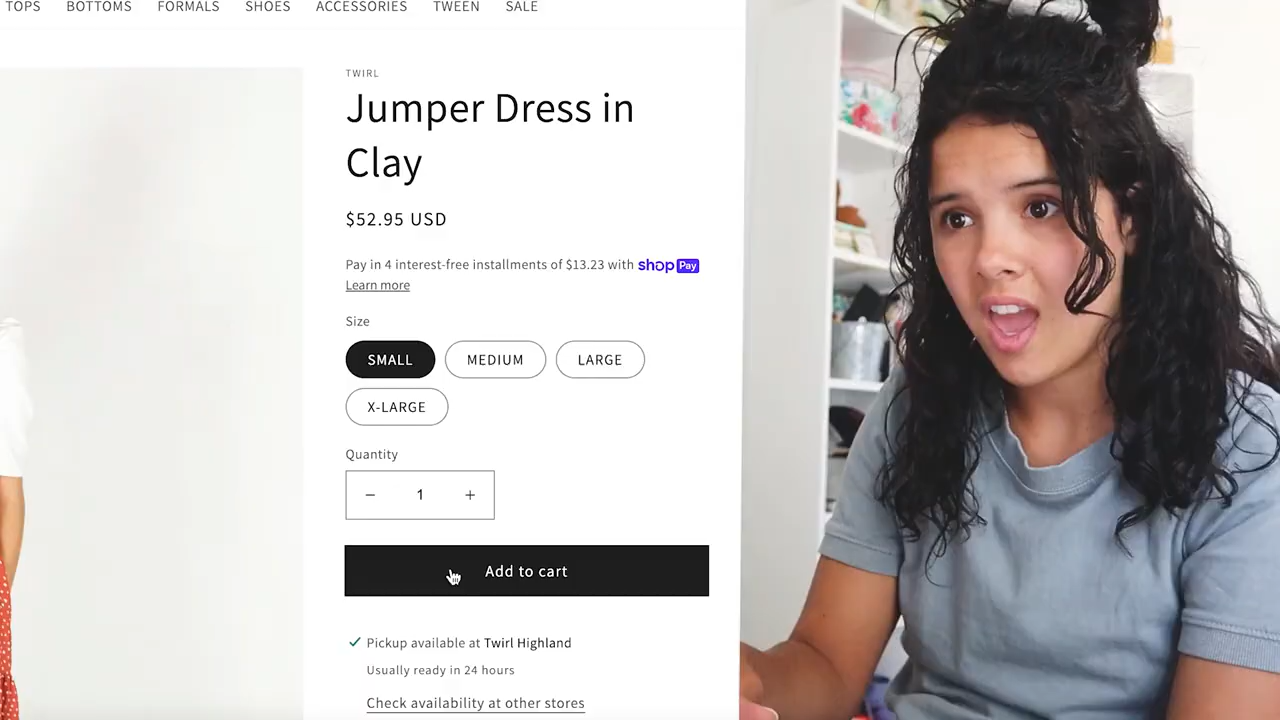 TOPS BOTTOMS FORMALS SHOES ACCESSORIES TWEEN SALE
TWIRL
Jumper Dress in
Clay
$52.95 USD
Pay in 4 interest-free installments of $13.23 with shop Pay
Learn more
Size
SMALL MEDIUM LARGE
X-LARGE
Quantity
− 1 +
Add to cart
Pickup available at Twirl Highland
Usually ready in 24 hours
Check availability at other stores